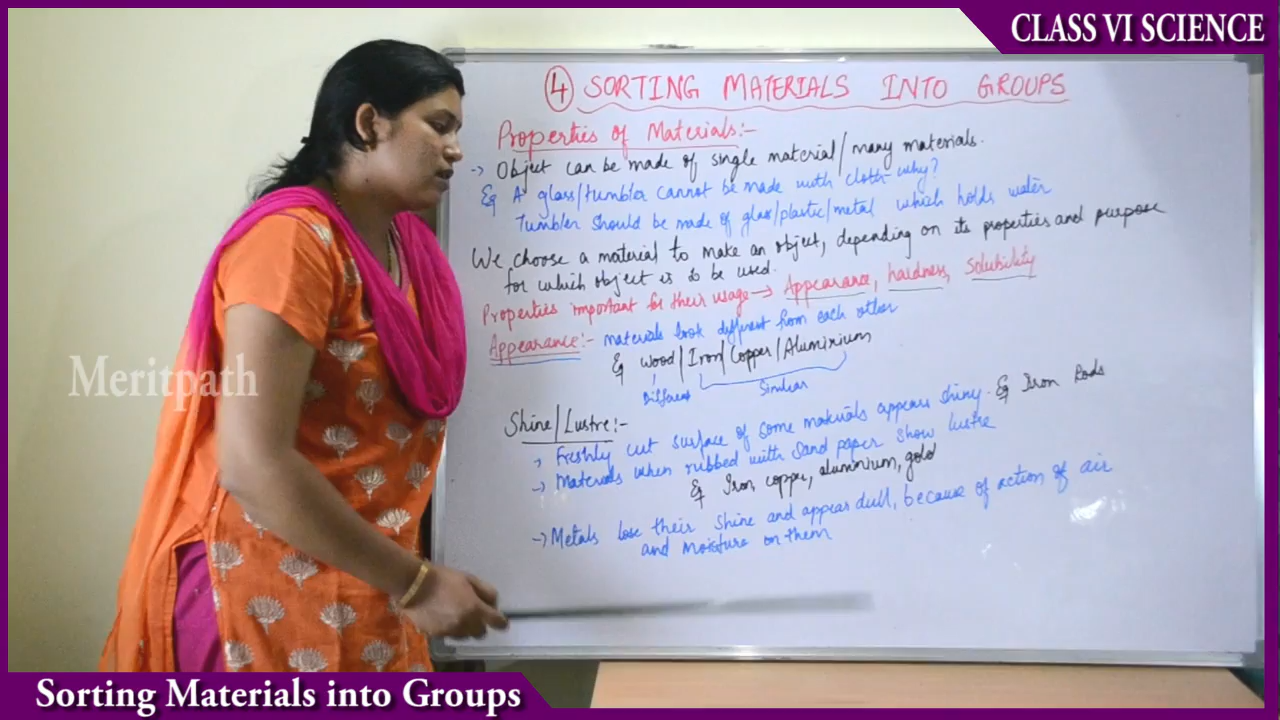 CLASS VI SCIENCE
4 SORTING MATERIALS INTO GROUPS
Properties of Materials:-
-> Object can be made of single material/many materials.
Eg A glass/tumbler cannot be made with cloth why?
Tumbler should be made of glass/plastic/metal which holds water
We choose a material to make an object, depending on its properties and purpose
for which object is to be used.
Properties important for their usage -> Appearance, hardness, Solubility
Appearance:- materials look different from each other
Eg wood/Iron/Copper/Aluminium
Different Similar
Shine/Lustre:-
-> Freshly cut surface of some materials appears shiny. Eg Iron Rods
-> Materials when rubbed with Sand paper show lustre
Eg Iron, copper, aluminium, gold
-> Metals lose their shine and appear dull, because of action of air
and moisture on them
Meritpath
Sorting Materials into Groups